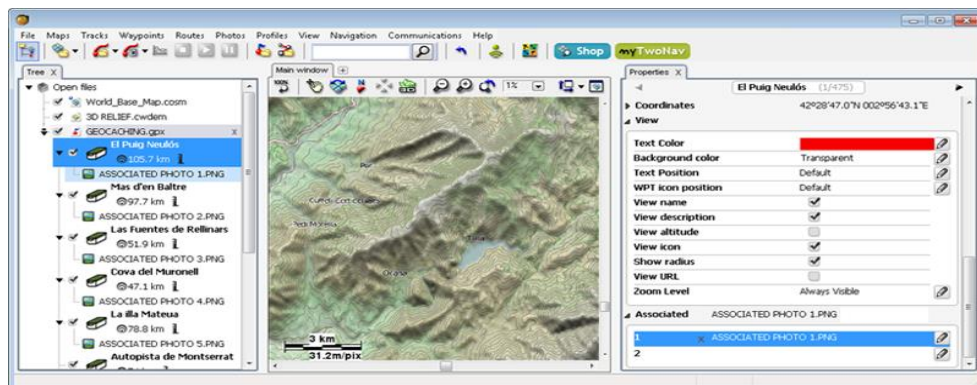 File Maps Tracks Waypoints Routes Photos Profiles View Navigation Communications Help
Shop
myTwoNav
Tree X
Open files
World_Base_Map.cosm
3D RELIEF.cwdem
GEOCACHING.gpx x
El Puig Neulós
105.7 km
ASSOCIATED PHOTO 1.PNG
Mas d'en Baltre
97.7 km
ASSOCIATED PHOTO 2.PNG
Las Fuentes de Rellinars
51.9 km
ASSOCIATED PHOTO 3.PNG
Cova del Muronell
47.1 km
ASSOCIATED PHOTO 4.PNG
La illa Mateua
78.8 km
ASSOCIATED PHOTO 5.PNG
Autopista de Montserrat
Main window
100%
1%
3 km
31.2m/pix
Properties X
El Puig Neulós (1/475)
Coordinates 42º28'47.0"N 002º56'43.1"E
View
Text Color
Background color Transparent
Text Position Default
WPT icon position Default
View name
View description
View altitude
View icon
Show radius
View URL
Zoom Level Always Visible
Associated ASSOCIATED PHOTO 1.PNG
1 x ASSOCIATED PHOTO 1.PNG
2